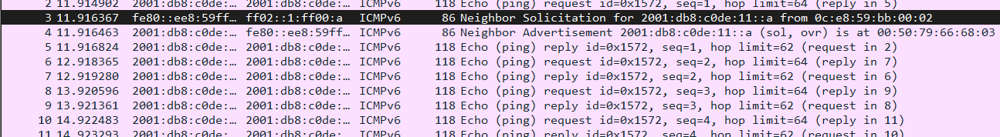 2 11.914902 2001:db8:c0de:… 2001:db8:c0de:… ICMPv6 118 Echo (ping) request id=0x1572, seq=1, hop limit=64 (reply in 5)
3 11.916367 fe80::ee8:59ff… ff02::1:ff00:a ICMPv6 86 Neighbor Solicitation for 2001:db8:c0de:11::a from 0c:e8:59:bb:00:02
4 11.916463 2001:db8:c0de:… fe80::ee8:59ff… ICMPv6 86 Neighbor Advertisement 2001:db8:c0de:11::a (sol, ovr) is at 00:50:79:66:68:03
5 11.916824 2001:db8:c0de:… 2001:db8:c0de:… ICMPv6 118 Echo (ping) reply id=0x1572, seq=1, hop limit=62 (request in 2)
6 12.918365 2001:db8:c0de:… 2001:db8:c0de:… ICMPv6 118 Echo (ping) request id=0x1572, seq=2, hop limit=64 (reply in 7)
7 12.919280 2001:db8:c0de:… 2001:db8:c0de:… ICMPv6 118 Echo (ping) reply id=0x1572, seq=2, hop limit=62 (request in 6)
8 13.920596 2001:db8:c0de:… 2001:db8:c0de:… ICMPv6 118 Echo (ping) request id=0x1572, seq=3, hop limit=64 (reply in 9)
9 13.921361 2001:db8:c0de:… 2001:db8:c0de:… ICMPv6 118 Echo (ping) reply id=0x1572, seq=3, hop limit=62 (request in 8)
10 14.922483 2001:db8:c0de:… 2001:db8:c0de:… ICMPv6 118 Echo (ping) request id=0x1572, seq=4, hop limit=64 (reply in 11)
11 14.923293 2001:db8:c0de:… 2001:db8:c0de:… ICMPv6 118 Echo (ping) reply id=0x1572, seq=4, hop limit=62 (request in 10)